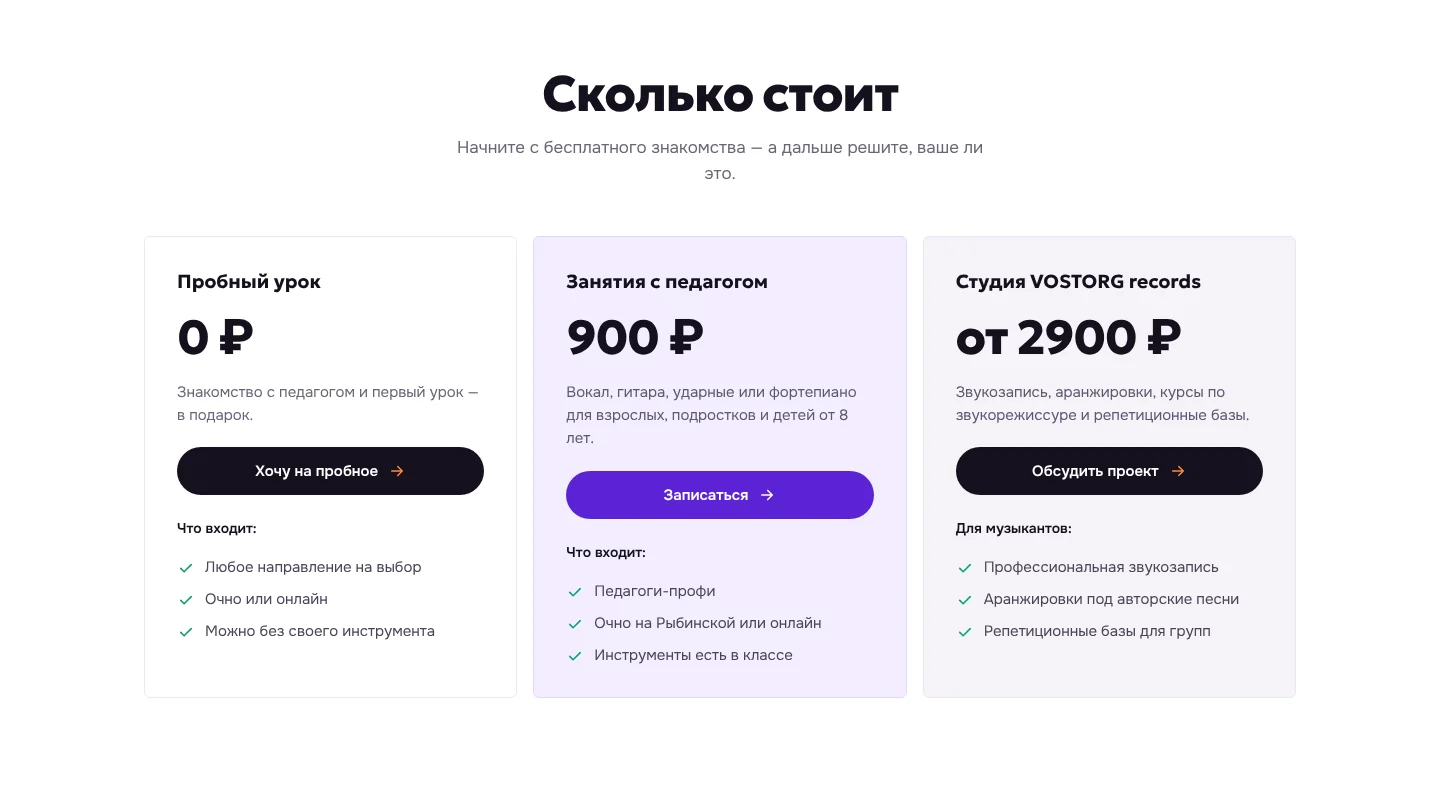 Сколько стоит
Начните с бесплатного знакомства — а дальше решите, ваше ли
это.
Пробный урок
0 ₽
Знакомство с педагогом и первый урок —
в подарок.
Хочу на пробное →
Что входит:
Любое направление на выбор
Очно или онлайн
Можно без своего инструмента
Занятия с педагогом
900 ₽
Вокал, гитара, ударные или фортепиано
для взрослых, подростков и детей от 8
лет.
Записаться →
Что входит:
Педагоги-профи
Очно на Рыбинской или онлайн
Инструменты есть в классе
Студия VOSTORG records
от 2900 ₽
Звукозапись, аранжировки, курсы по
звукорежиссуре и репетиционные базы.
Обсудить проект →
Для музыкантов:
Профессиональная звукозапись
Аранжировки под авторские песни
Репетиционные базы для групп